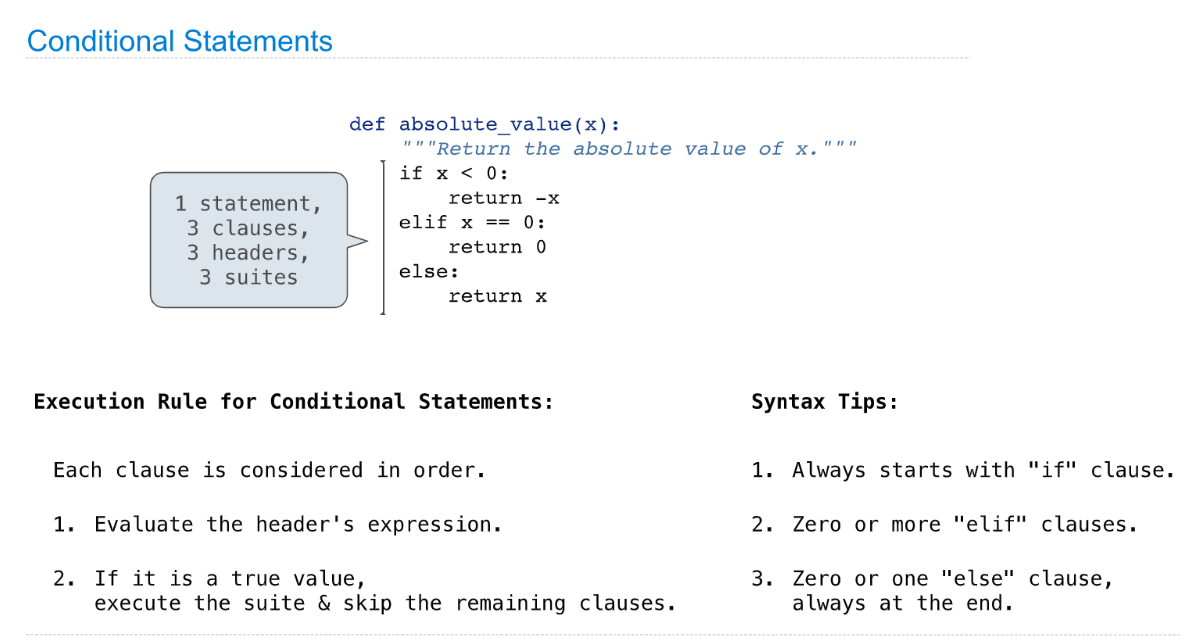 Conditional Statements
def absolute_value(x):
"""Return the absolute value of x."""
if x < 0:
return -x
elif x == 0:
return 0
else:
return x
1 statement,
3 clauses,
3 headers,
3 suites
Execution Rule for Conditional Statements:
Each clause is considered in order.
1. Evaluate the header's expression.
2. If it is a true value,
execute the suite & skip the remaining clauses.
Syntax Tips:
1. Always starts with "if" clause.
2. Zero or more "elif" clauses.
3. Zero or one "else" clause,
always at the end.